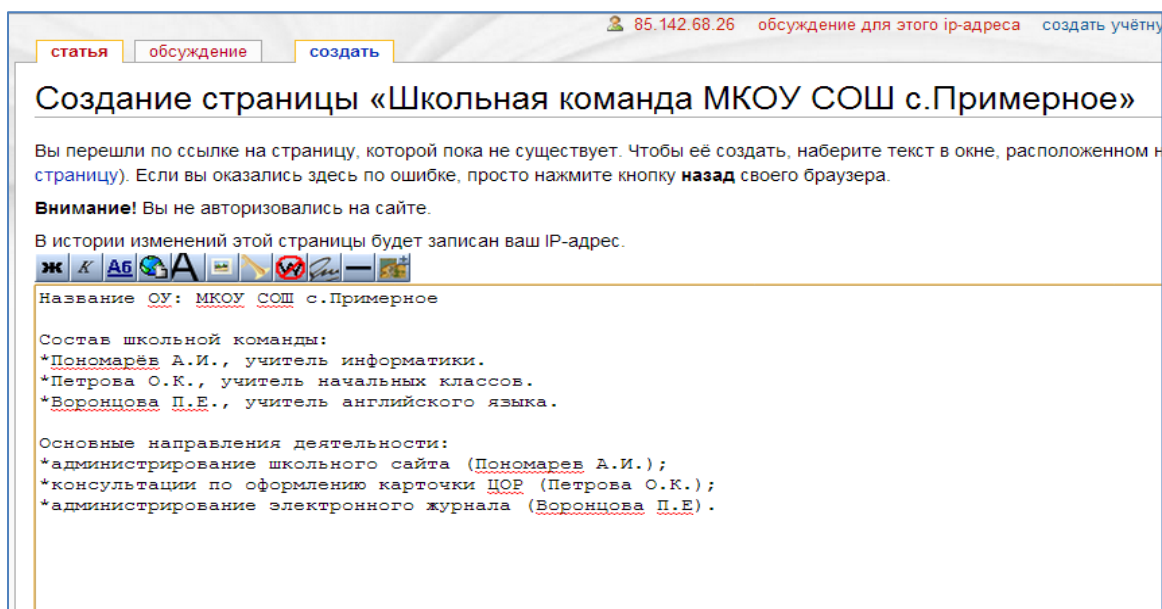 85.142.68.26 обсуждение для этого ip-адреса создать учётну
статья обсуждение создать
Создание страницы «Школьная команда МКОУ СОШ с.Примерное»
Вы перешли по ссылке на страницу, которой пока не существует. Чтобы её создать, наберите текст в окне, расположенном н
страницу). Если вы оказались здесь по ошибке, просто нажмите кнопку назад своего браузера.
Внимание! Вы не авторизовались на сайте.
В истории изменений этой страницы будет записан ваш IP-адрес.
Ж К Аб А W
Название ОУ: МКОУ СОШ с.Примерное
Состав школьной команды:
*Пономарёв А.И., учитель информатики.
*Петрова О.К., учитель начальных классов.
*Воронцова П.Е., учитель английского языка.
Основные направления деятельности:
*администрирование школьного сайта (Пономарев А.И.);
*консультации по оформлению карточки ЦОР (Петрова О.К.);
*администрирование электронного журнала (Воронцова П.Е).